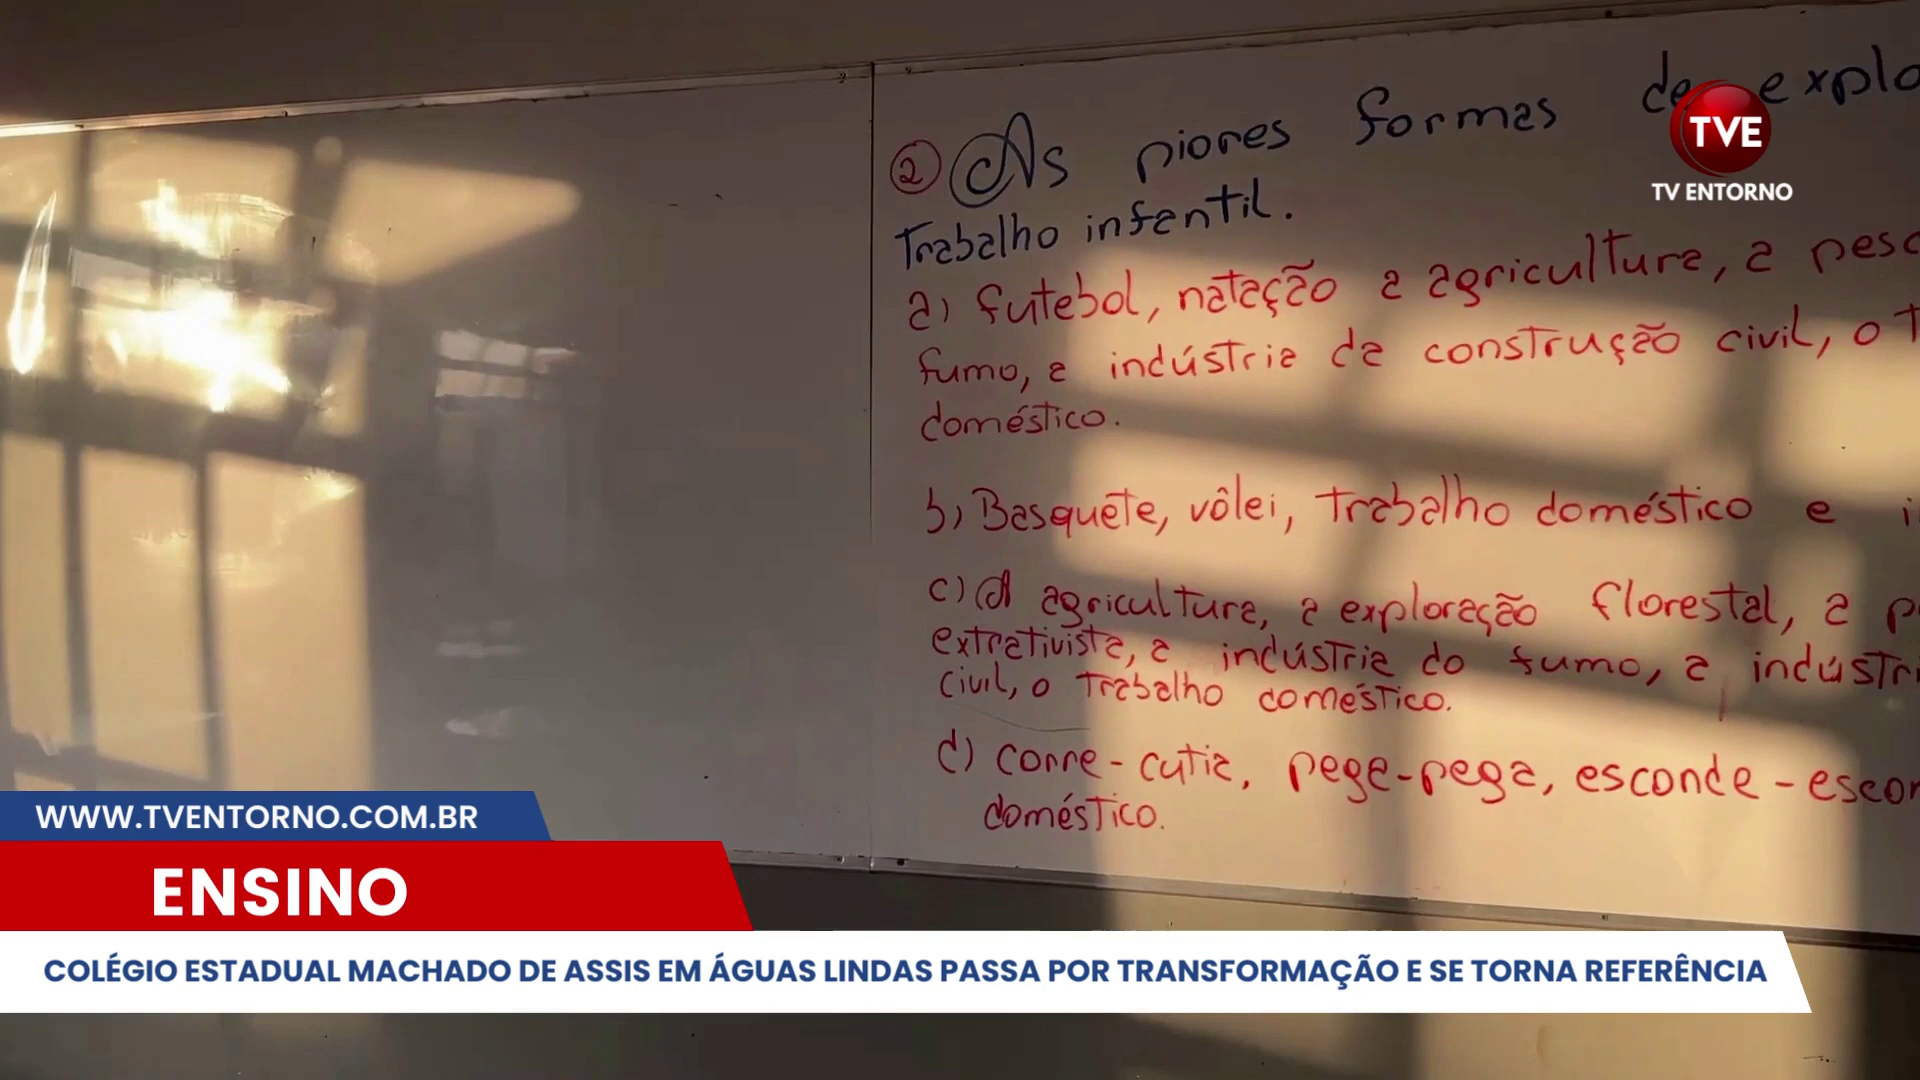 ② As piores formas de explo
Trabalho infantil.
a) futebol, natação a agricultura, a pesc
fumo, a indústria da construção civil, o T
doméstico.
b) Basquete, vôlei, trabalho doméstico e i
c) A agricultura, a exploração florestal, a p
extrativista, a indústria do fumo, a indústri
civil, o trabalho doméstico.
d) corre-cutia, pega-pega, esconde-escon
doméstico.
TVE
TV ENTORNO
WWW.TVENTORNO.COM.BR
ENSINO
COLÉGIO ESTADUAL MACHADO DE ASSIS EM ÁGUAS LINDAS PASSA POR TRANSFORMAÇÃO E SE TORNA REFERÊNCIA